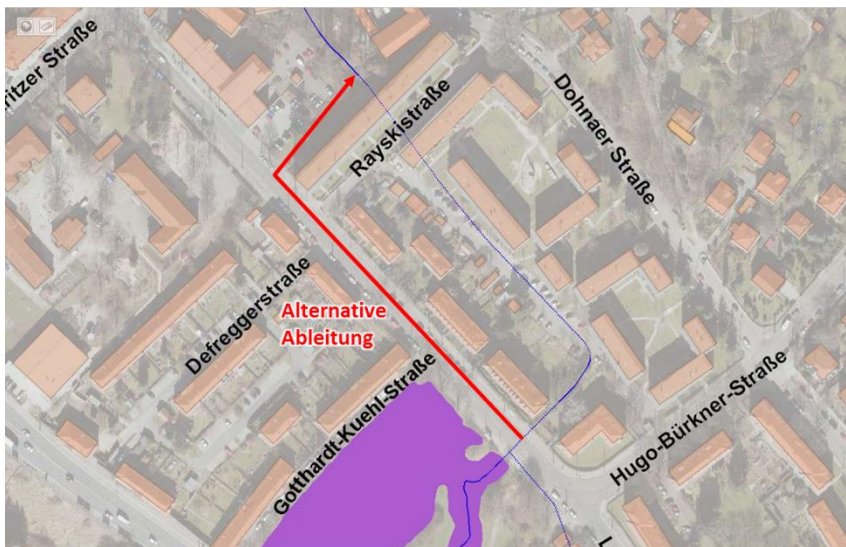 ritzer Straße
Rayskistraße
Dohnaer Straße
Defreggerstraße
Alternative
Ableitung
Gotthardt-Kuehl-Straße
Hugo-Bürkner-Straße
L